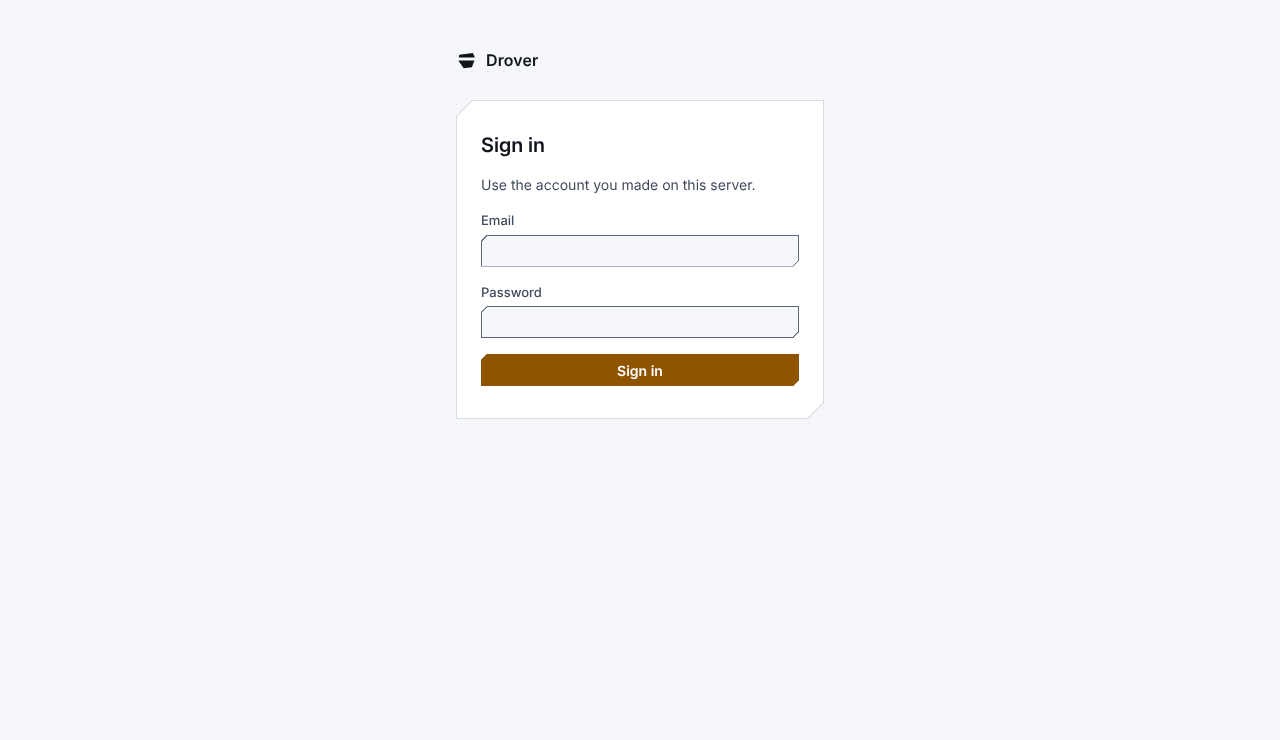 Drover
Sign in
Use the account you made on this server.
Email
Password
Sign in